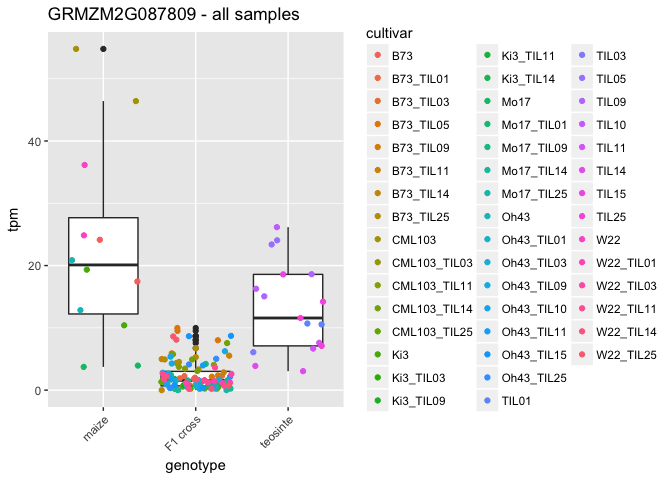 GRMZM2G087809 - all samples
tpm
40
20
0
maize
F1 cross
teosinte
genotype
cultivar
B73
B73_TIL01
B73_TIL03
B73_TIL05
B73_TIL09
B73_TIL11
B73_TIL14
B73_TIL25
CML103
CML103_TIL03
CML103_TIL11
CML103_TIL14
CML103_TIL25
Ki3
Ki3_TIL03
Ki3_TIL09
Ki3_TIL11
Ki3_TIL14
Mo17
Mo17_TIL01
Mo17_TIL09
Mo17_TIL14
Mo17_TIL25
Oh43
Oh43_TIL01
Oh43_TIL03
Oh43_TIL09
Oh43_TIL10
Oh43_TIL11
Oh43_TIL15
Oh43_TIL25
TIL01
TIL03
TIL05
TIL09
TIL10
TIL11
TIL14
TIL15
TIL25
W22
W22_TIL01
W22_TIL03
W22_TIL11
W22_TIL14
W22_TIL25